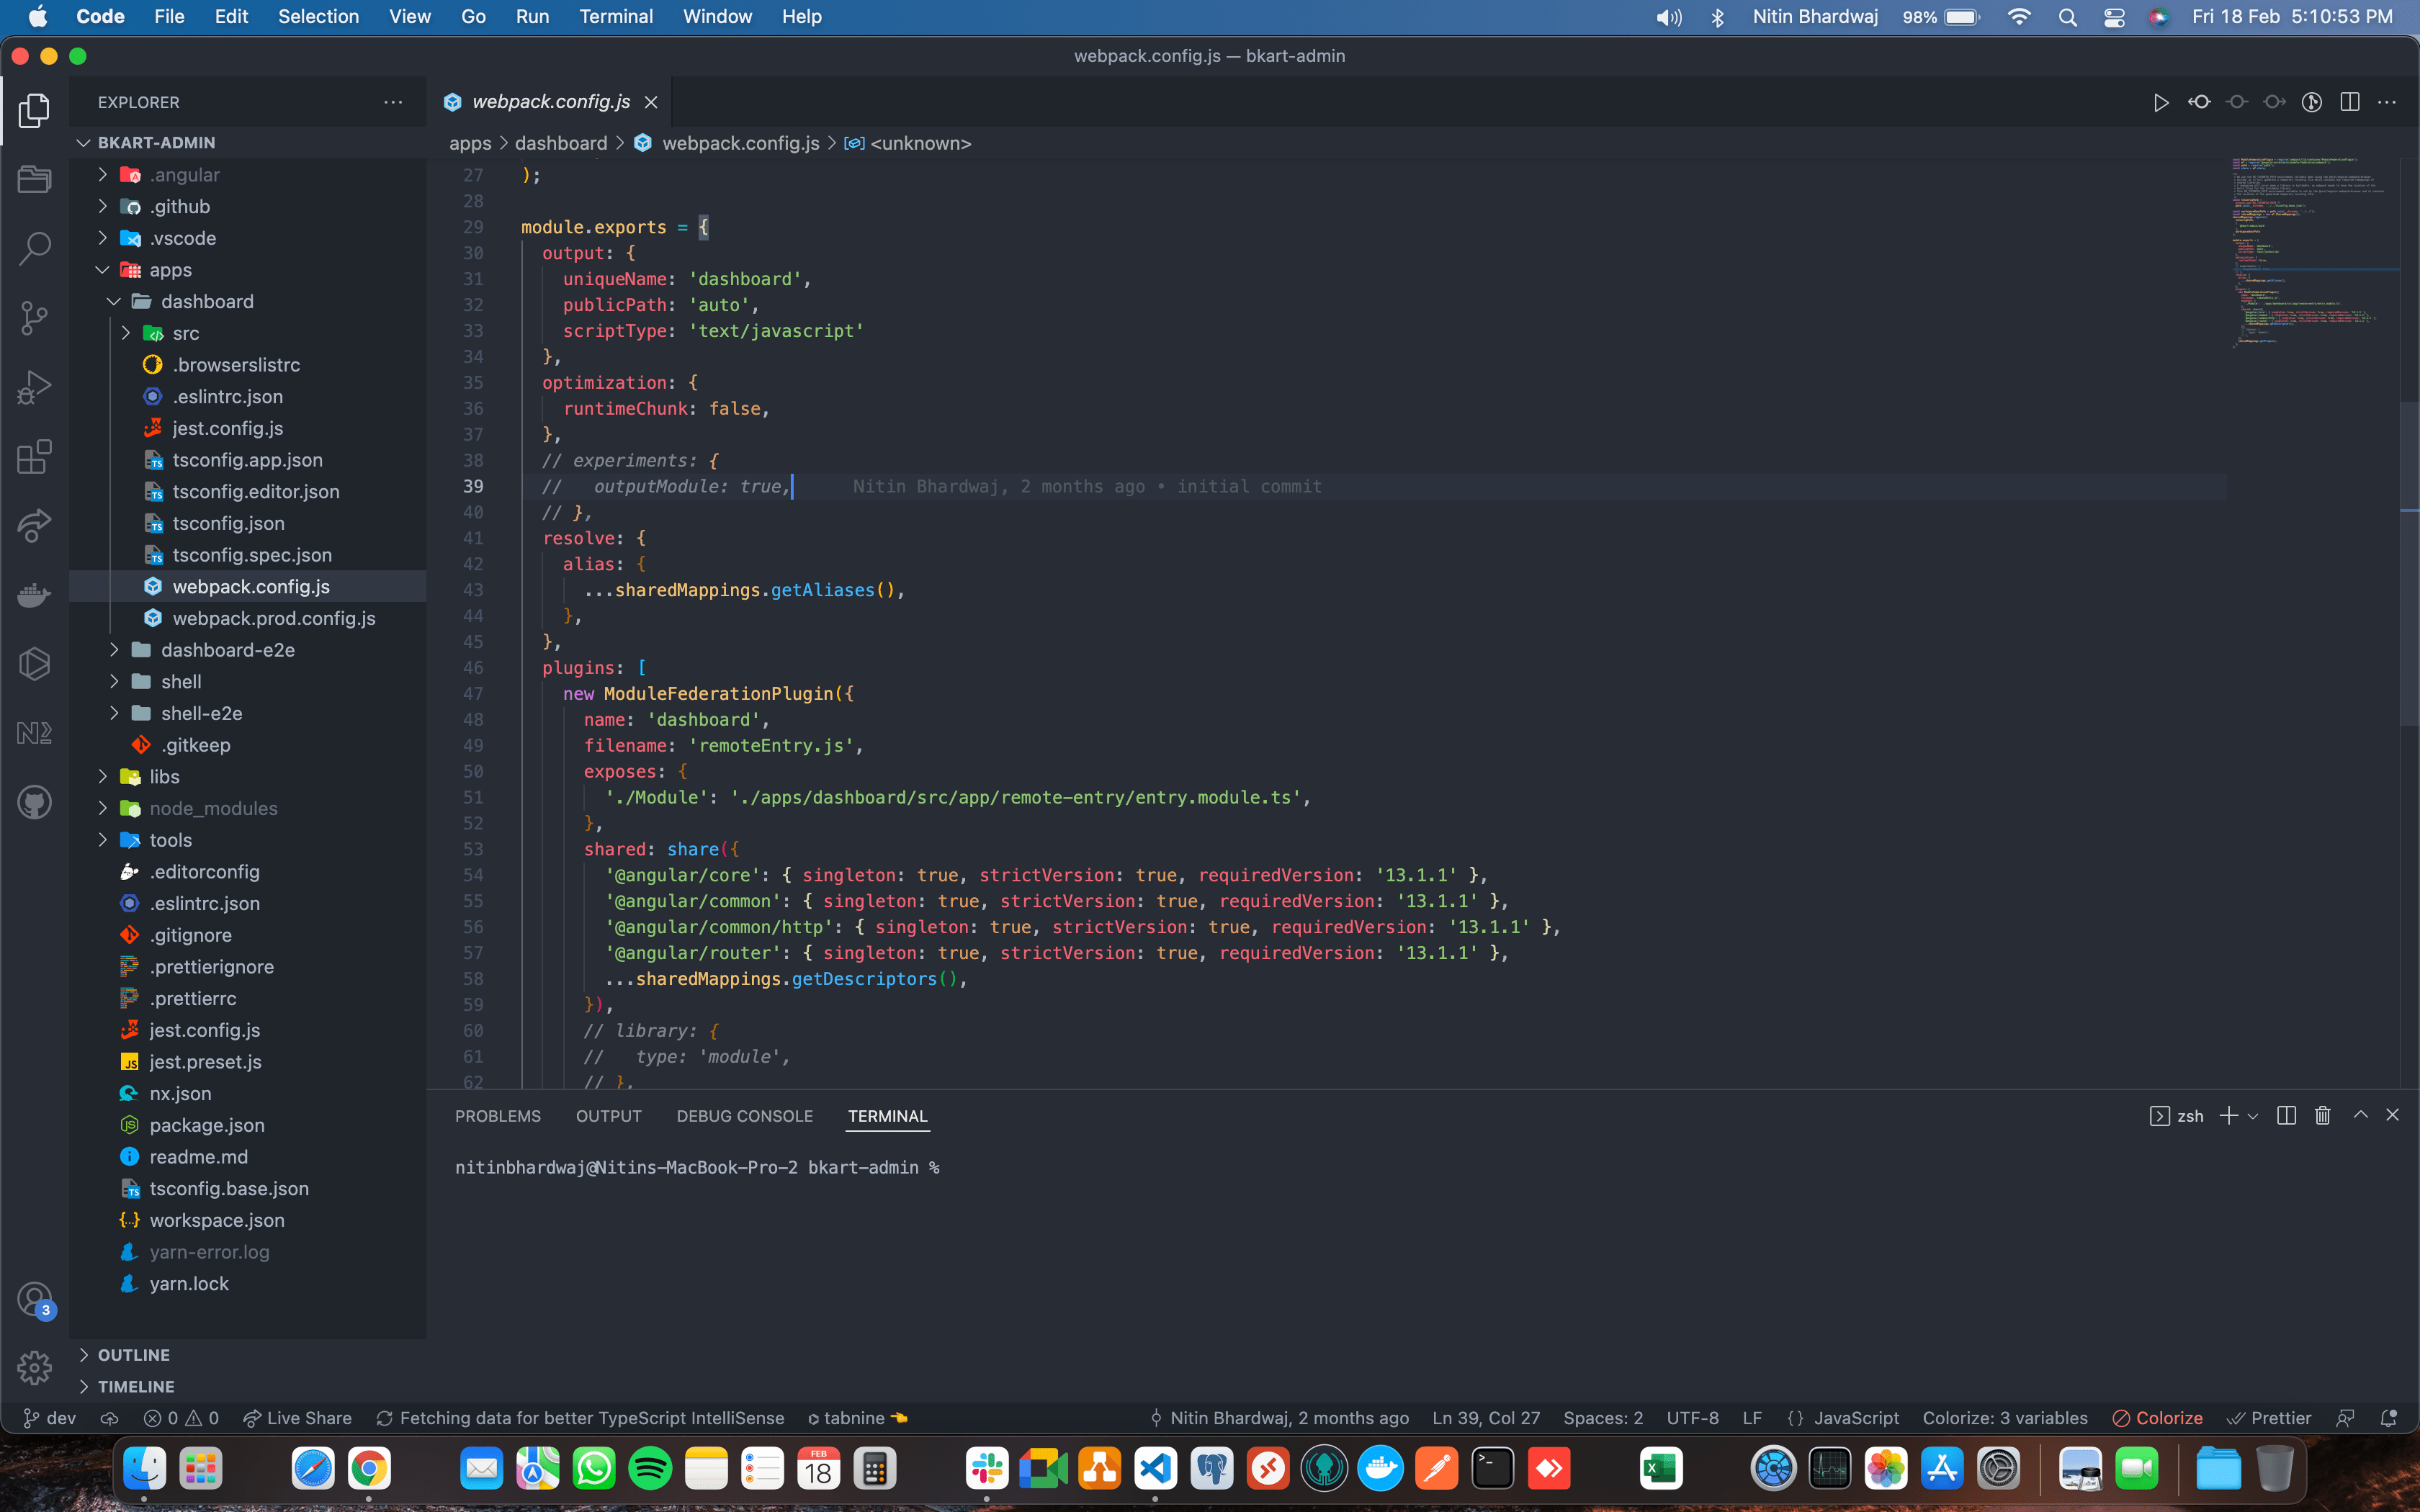 Code File Edit Selection View Go Run Terminal Window Help
Nitin Bhardwaj 98% Fri 18 Feb 5:10:53 PM
webpack.config.js — bkart-admin
EXPLORER
BKART-ADMIN
.angular
.github
.vscode
apps
dashboard
src
.browserslistrc
.eslintrc.json
jest.config.js
tsconfig.app.json
tsconfig.editor.json
tsconfig.json
tsconfig.spec.json
webpack.config.js
webpack.prod.config.js
dashboard-e2e
shell
shell-e2e
.gitkeep
libs
node_modules
tools
.editorconfig
.eslintrc.json
.gitignore
.prettierignore
.prettierrc
jest.config.js
jest.preset.js
nx.json
package.json
readme.md
tsconfig.base.json
workspace.json
yarn-error.log
yarn.lock
OUTLINE
TIMELINE
3
webpack.config.js
apps > dashboard > webpack.config.js > <unknown>
27 );
28
29 module.exports = {
30 output: {
31 uniqueName: 'dashboard',
32 publicPath: 'auto',
33 scriptType: 'text/javascript'
34 },
35 optimization: {
36 runtimeChunk: false,
37 },
38 // experiments: {
39 //   outputModule: true, Nitin Bhardwaj, 2 months ago • initial commit
40 // },
41 resolve: {
42 alias: {
43 ...sharedMappings.getAliases(),
44 },
45 },
46 plugins: [
47 new ModuleFederationPlugin({
48 name: 'dashboard',
49 filename: 'remoteEntry.js',
50 exposes: {
51 './Module': './apps/dashboard/src/app/remote-entry/entry.module.ts',
52 },
53 shared: share({
54 '@angular/core': { singleton: true, strictVersion: true, requiredVersion: '13.1.1' },
55 '@angular/common': { singleton: true, strictVersion: true, requiredVersion: '13.1.1' },
56 '@angular/common/http': { singleton: true, strictVersion: true, requiredVersion: '13.1.1' },
57 '@angular/router': { singleton: true, strictVersion: true, requiredVersion: '13.1.1' },
58 ...sharedMappings.getDescriptors(),
59 }),
60 // library: {
61 //   type: 'module',
62 // },
PROBLEMS OUTPUT DEBUG CONSOLE TERMINAL
zsh
nitinbhardwaj@Nitins-MacBook-Pro-2 bkart-admin %
dev 0 0 Live Share Fetching data for better TypeScript IntelliSense tabnine Nitin Bhardwaj, 2 months ago Ln 39, Col 27 Spaces: 2 UTF-8 LF {} JavaScript Colorize: 3 variables Colorize Prettier
FEB
18